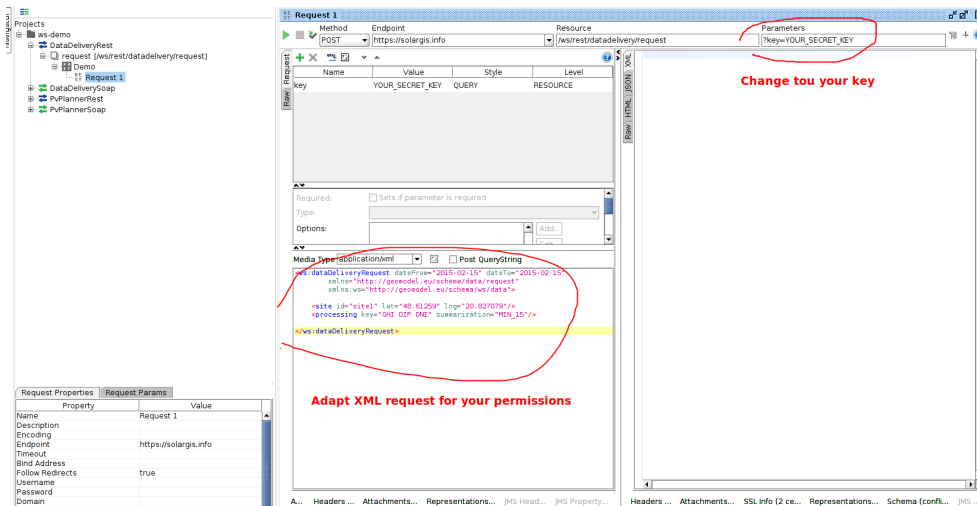 Navigator
Projects
ws-demo
DataDeliveryRest
request [/ws/rest/datadelivery/request]
Demo
Request 1
DataDeliverySoap
PvPlannerRest
PvPlannerSoap
Request Properties Request Params
Property Value
Name Request 1
Description
Encoding
Endpoint https://solargis.info
Timeout
Bind Address
Follow Redirects true
Username
Password
Domain
Request 1
Method Endpoint Resource Parameters
POST https://solargis.info /ws/rest/datadelivery/request ?key=YOUR_SECRET_KEY
Request
Raw
Name Value Style Level
key YOUR_SECRET_KEY QUERY RESOURCE
Required: Sets if parameter is required
Type:
Options: Add..
Edit
Media Type application/xml Post QueryString
<ws:dataDeliveryRequest dateFrom="2015-02-15" dateTo="2015-02-15"
xmlns="http://geomodel.eu/schema/data/request"
xmlns:ws="http://geomodel.eu/schema/ws/data">
<site id="site1" lat="48.61259" lng="20.827079"/>
<processing key="GHI DIF DNI" summarization="MIN_15"/>
</ws:dataDeliveryRequest>
Adapt XML request for your permissions
A... Headers ... Attachments... Representations... JMS Head... JMS Property...
XML
JSON
HTML
Raw
Change tou your key
Headers ... Attachments... SSL Info (2 ce... Representations... Schema (confli... JMS ...